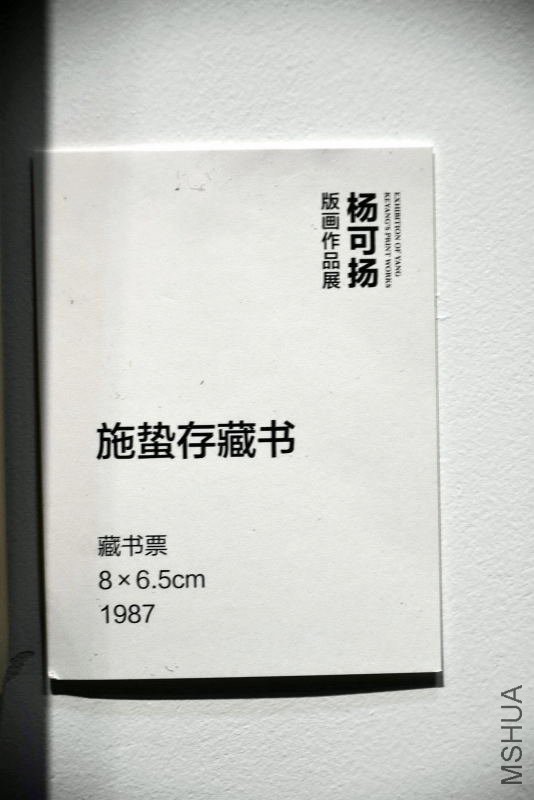 杨可扬
版画作品展
EXHIBITION OF YANG
KEYANG'S PRINT WORKS
施蛰存藏书
藏书票
8×6.5cm
1987
MSHUA